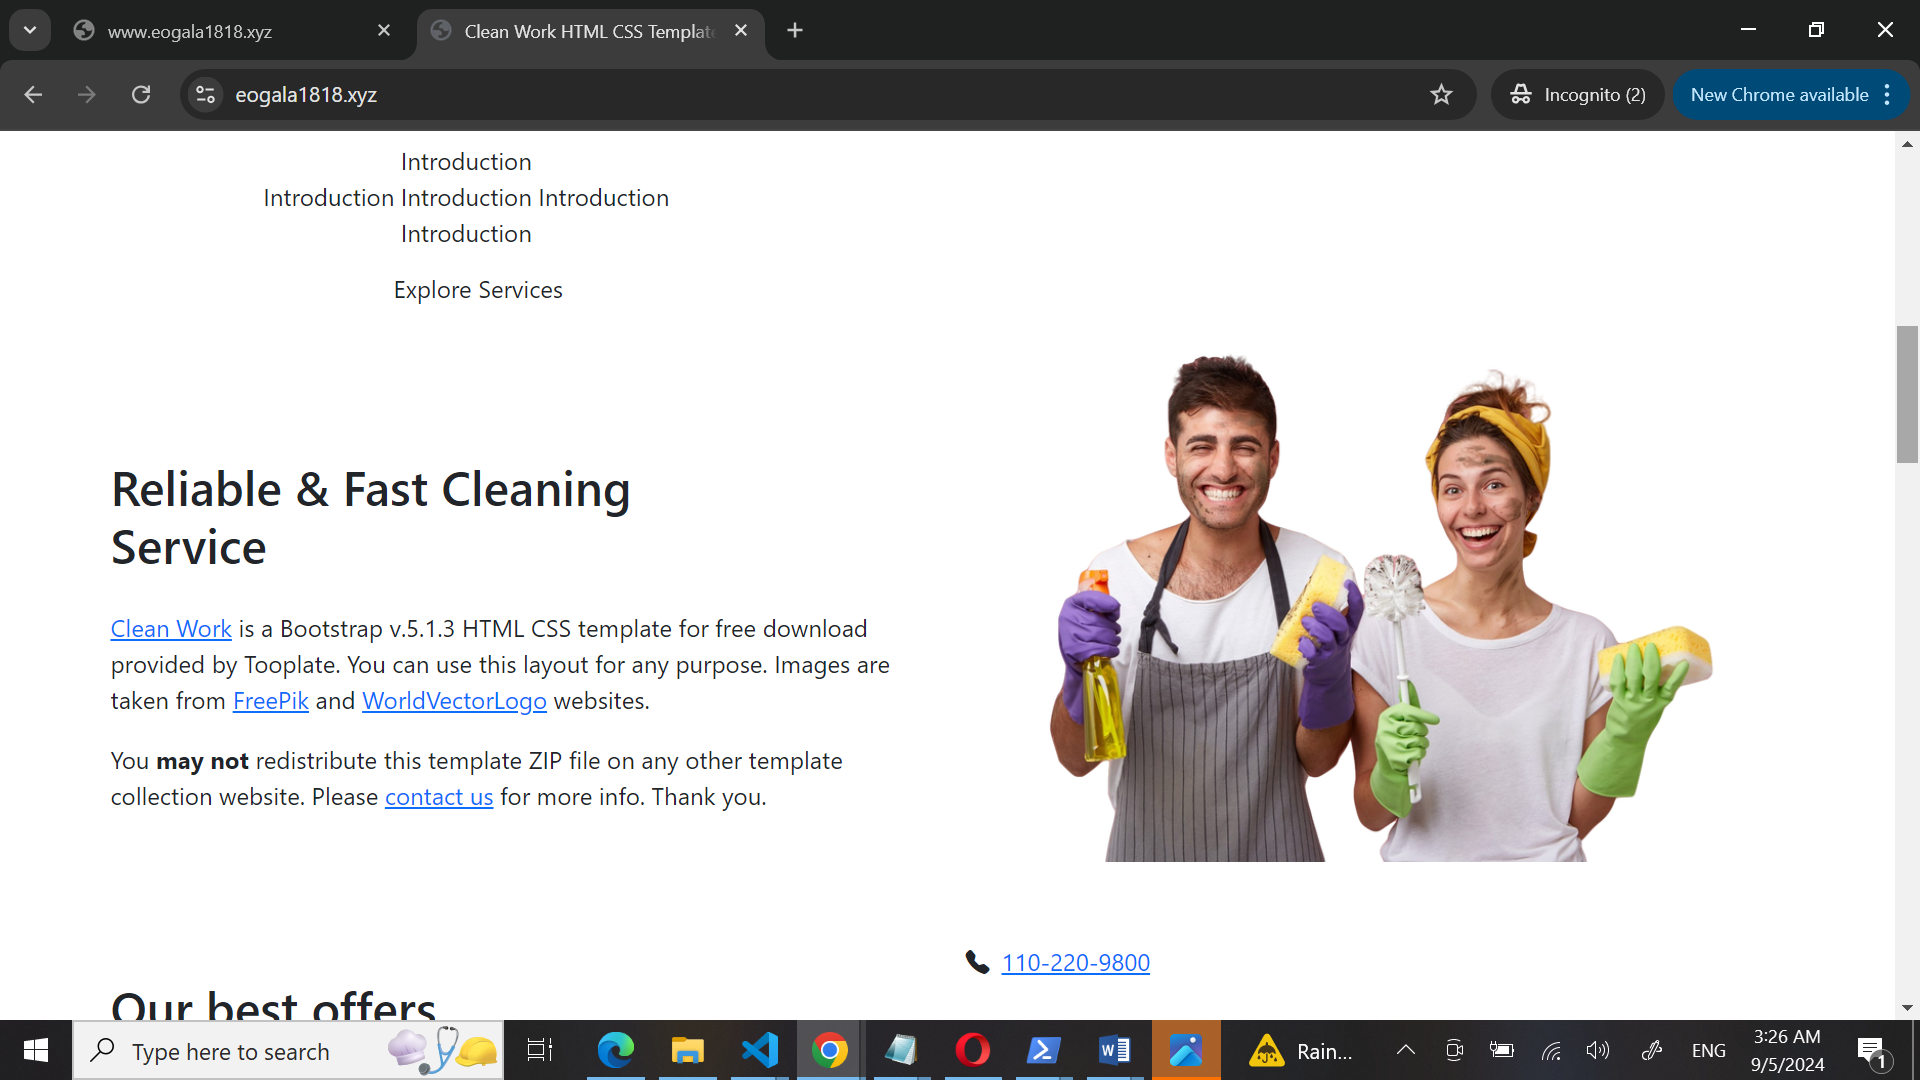 www.eogala1818.xyz
Clean Work HTML CSS Template
eogala1818.xyz
Incognito (2)
New Chrome available
Introduction
Introduction Introduction Introduction
Introduction
Explore Services
Reliable & Fast Cleaning
Service
Clean Work is a Bootstrap v.5.1.3 HTML CSS template for free download
provided by Tooplate. You can use this layout for any purpose. Images are
taken from FreePik and WorldVectorLogo websites.
You may not redistribute this template ZIP file on any other template
collection website. Please contact us for more info. Thank you.
110-220-9800
Our best offers
Type here to search
Rain...
ENG
3:26 AM
9/5/2024
1